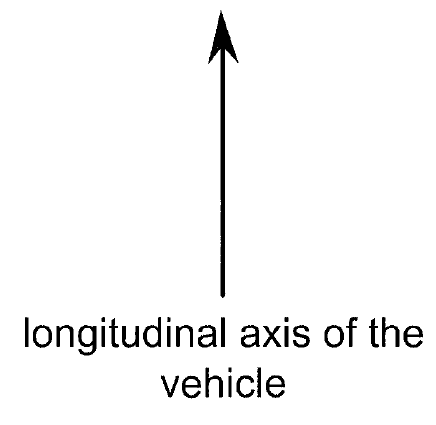 longitudinal axis of the
vehicle